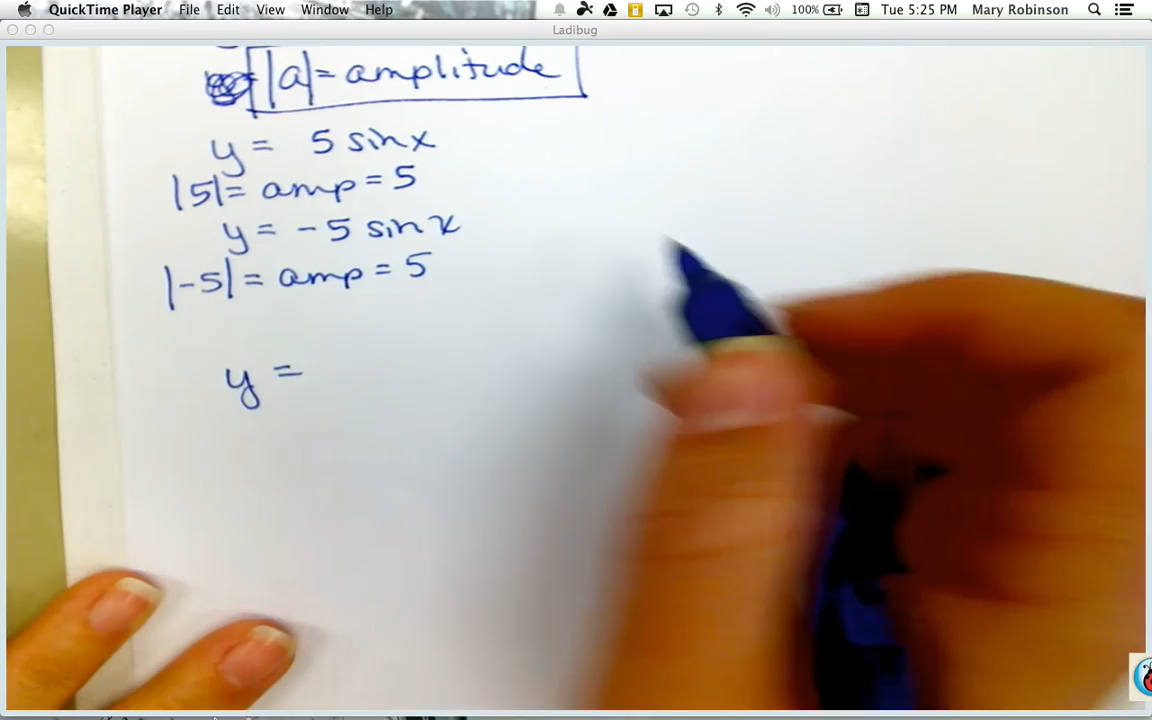 QuickTime Player File Edit View Window Help 100% Tue 5:25 PM Mary Robinson
Ladibug
|a| = amplitude
y = 5 sin x
|5| = amp = 5
y = -5 sin x
|-5| = amp = 5
y =